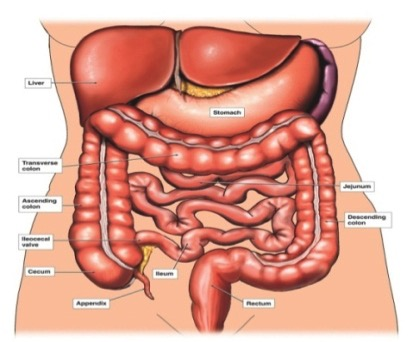 Liver
Stomach
Transverse
colon
Jejunum
Ascending
colon
Descending
colon
Ileocecal
valve
Cecum
Ileum
Appendix
Rectum